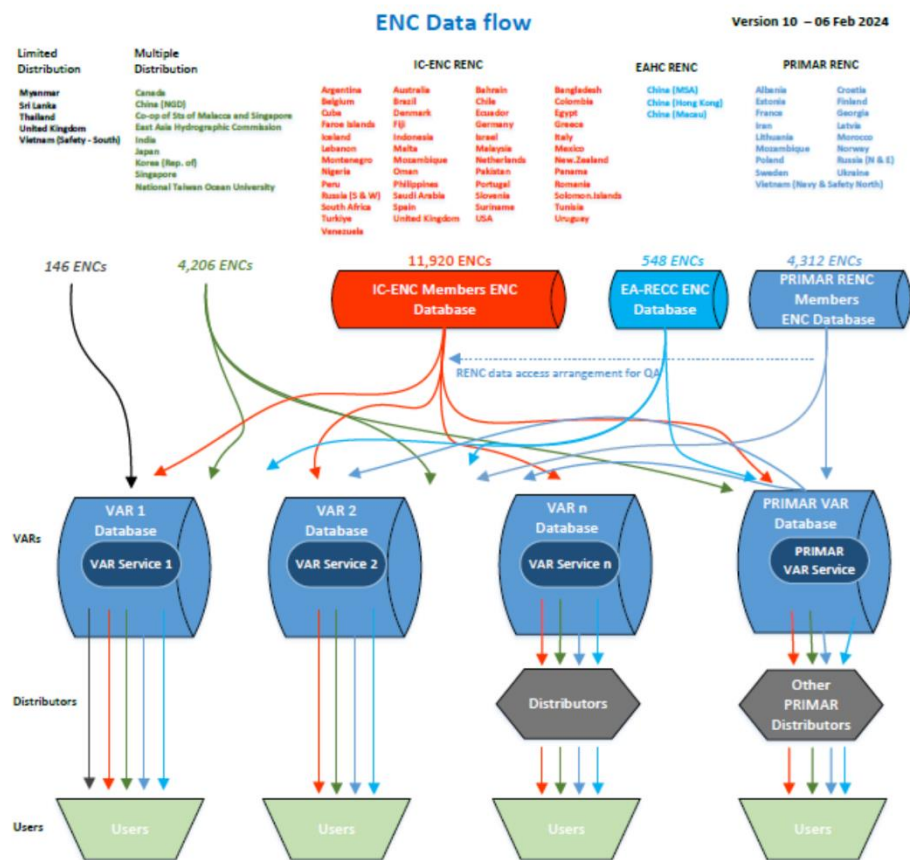 ENC Data flow
Version 10 – 06 Feb 2024
Limited
Distribution
Myanmar
Sri Lanka
Thailand
United Kingdom
Vietnam (Safety - South)
Multiple
Distribution
Canada
China (NGD)
Co-op of Sts of Malacca and Singapore
East Asia Hydrographic Commission
India
Japan
Korea (Rep. of)
Singapore
National Taiwan Ocean University
IC-ENC RENC
Argentina Australia Bahrain Bangladesh
Belgium Brazil Chile Colombia
Cuba Denmark Ecuador Egypt
Faroe Islands Fiji Germany Greece
Iceland Indonesia Israel Italy
Lebanon Malta Malaysia Mexico
Montenegro Mozambique Netherlands New.Zealand
Nigeria Oman Pakistan Panama
Peru Philippines Portugal Romania
Russia (S & W) Saudi Arabia Slovenia Solomon.Islands
South Africa Spain Suriname Tunisia
Turkiye United Kingdom USA Uruguay
Venezuela
EAHC RENC
China (MSA)
China (Hong Kong)
China (Macau)
PRIMAR RENC
Albania Croatia
Estonia Finland
France Georgia
Iran Latvia
Lithuania Morocco
Mozambique Norway
Poland Russia (N & E)
Sweden Ukraine
Vietnam (Navy & Safety North)
146 ENCs
4,206 ENCs
11,920 ENCs
548 ENCs
4,312 ENCs
IC-ENC Members ENC
Database
EA-RECC ENC
Database
PRIMAR RENC
Members
ENC Database
RENC data access arrangement for QA
VARs
VAR 1
Database
VAR Service 1
VAR 2
Database
VAR Service 2
VAR n
Database
VAR Service n
PRIMAR VAR
Database
PRIMAR
VAR Service
Distributors
Distributors
Other
PRIMAR
Distributors
Users
Users
Users
Users
Users